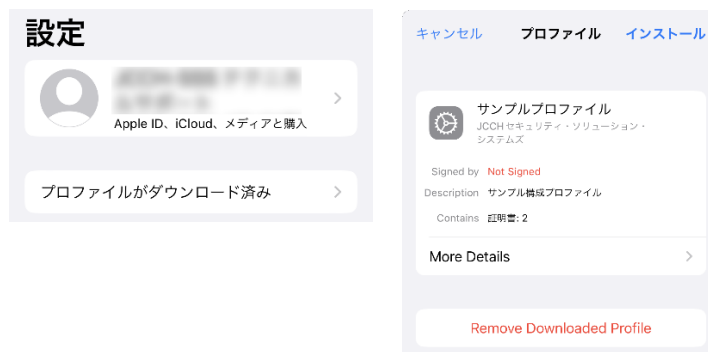 設定
Apple ID、iCloud、メディアと購入
プロファイルがダウンロード済み
キャンセル
プロファイル
インストール
サンプルプロファイル
JCCH セキュリティ・ソリューション・
システムズ
Signed by Not Signed
Description サンプル構成プロファイル
Contains 証明書: 2
More Details
Remove Downloaded Profile